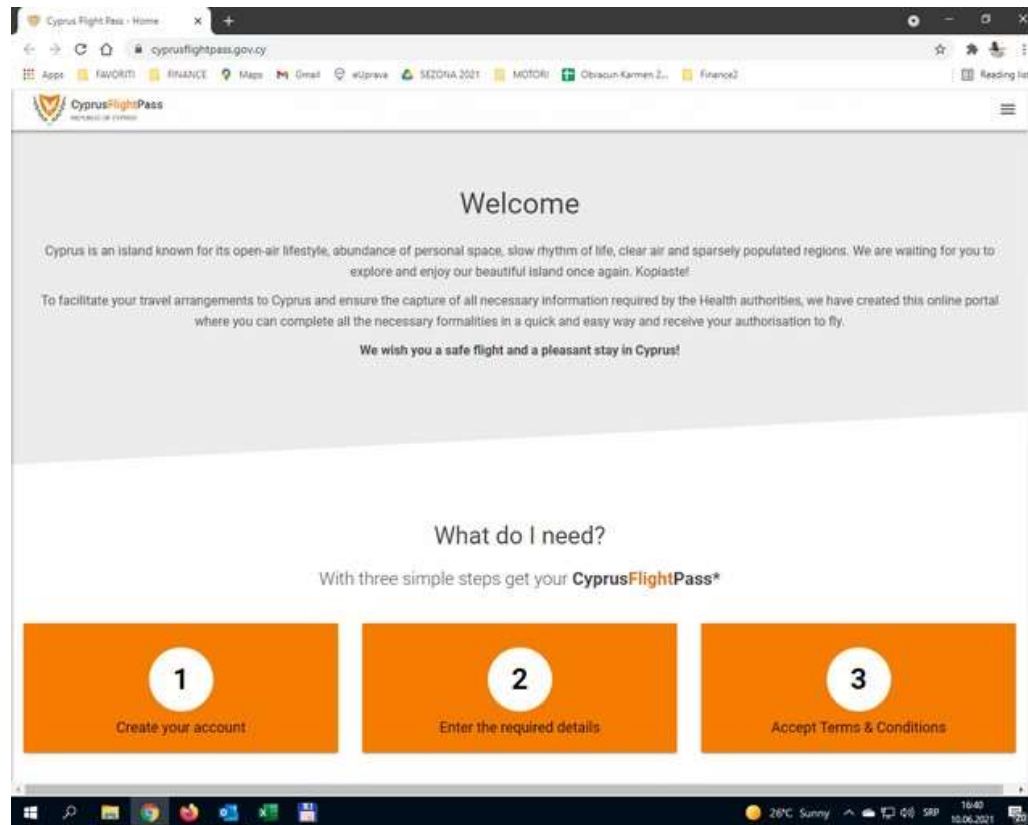 Cyprus Flight Pass - Home
cyprusflightpass.gov.cy
Apps FAVORITI FINANCE Maps Gmail eUprava SEZONA 2021 MOTORI Obracun Karmen 2... Finance2 Reading list
CyprusFlightPass
REPUBLIC OF CYPRUS
Welcome
Cyprus is an island known for its open-air lifestyle, abundance of personal space, slow rhythm of life, clear air and sparsely populated regions. We are waiting for you to
explore and enjoy our beautiful island once again. Kopiaste!
To facilitate your travel arrangements to Cyprus and ensure the capture of all necessary information required by the Health authorities, we have created this online portal
where you can complete all the necessary formalities in a quick and easy way and receive your authorisation to fly.
We wish you a safe flight and a pleasant stay in Cyprus!
What do I need?
With three simple steps get your CyprusFlightPass*
1
Create your account
2
Enter the required details
3
Accept Terms & Conditions
26°C Sunny SRP 16:40
10.06.2021